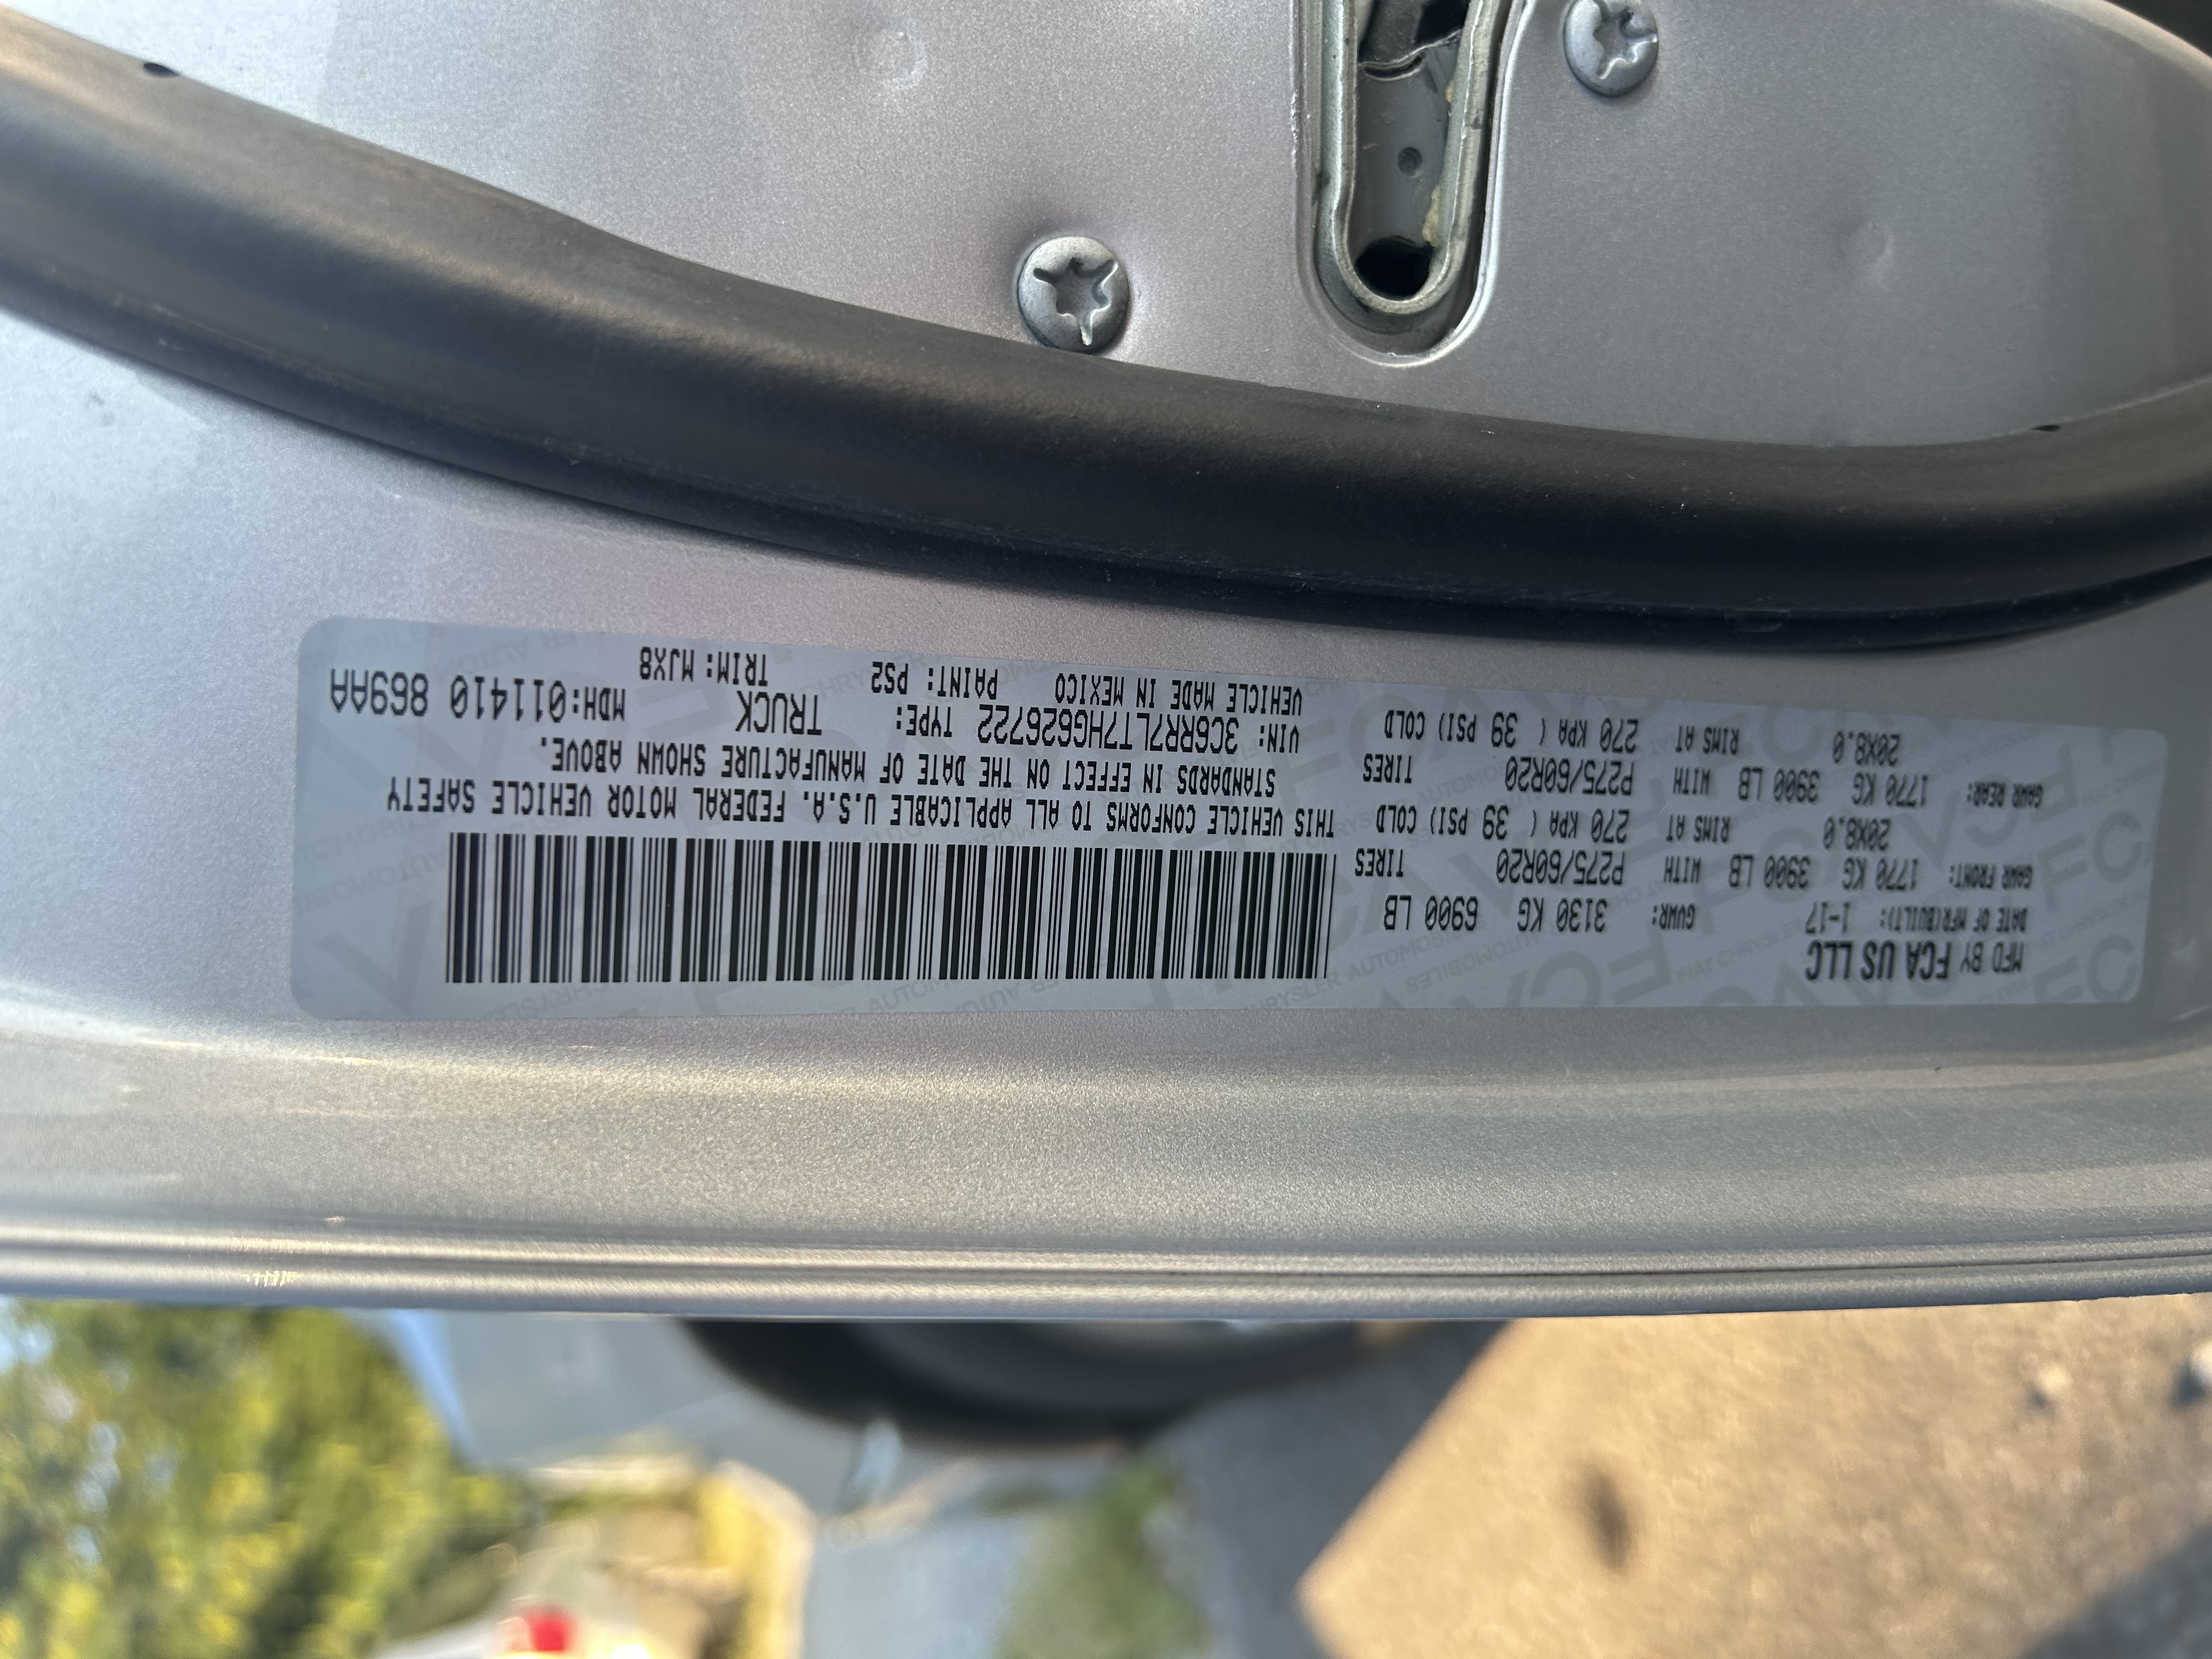 MFD BY FCA US LLC
DATE OF MFR(BUILT): 1-17 GVWR: 3130 KG 6900 LB
GAWR FRONT: 1770 KG 3900 LB WITH P275/60R20 TIRES
20X8.0 RIMS AT 270 KPA ( 39 PSI) COLD
GAWR REAR: 1770 KG 3900 LB WITH P275/60R20 TIRES
20X8.0 RIMS AT 270 KPA ( 39 PSI) COLD
THIS VEHICLE CONFORMS TO ALL APPLICABLE U.S.A. FEDERAL MOTOR VEHICLE SAFETY
STANDARDS IN EFFECT ON THE DATE OF MANUFACTURE SHOWN ABOVE.
VIN: 3C6RR7LT7HG626722 TYPE: TRUCK MDH:011410 869AA
VEHICLE MADE IN MEXICO PAINT: PS2 TRIM: MJX8